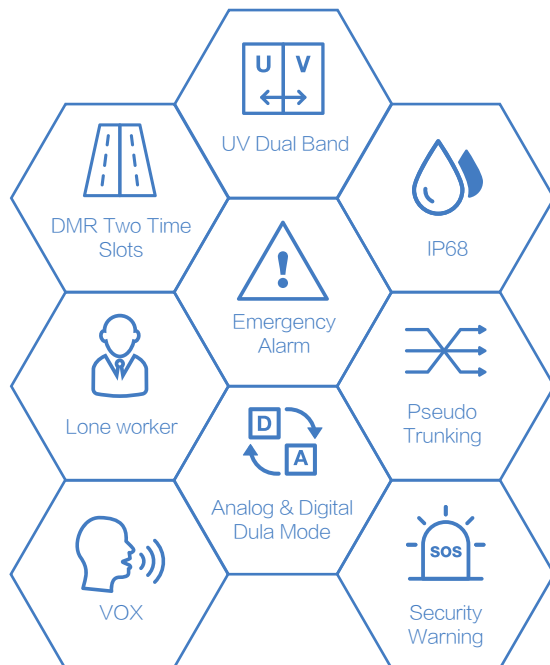 U V
UV Dual Band
DMR Two Time
Slots
IP68
Emergency
Alarm
Lone worker
Pseudo
Trunking
D
A
Analog & Digital
Dula Mode
VOX
SOS
Security
Warning